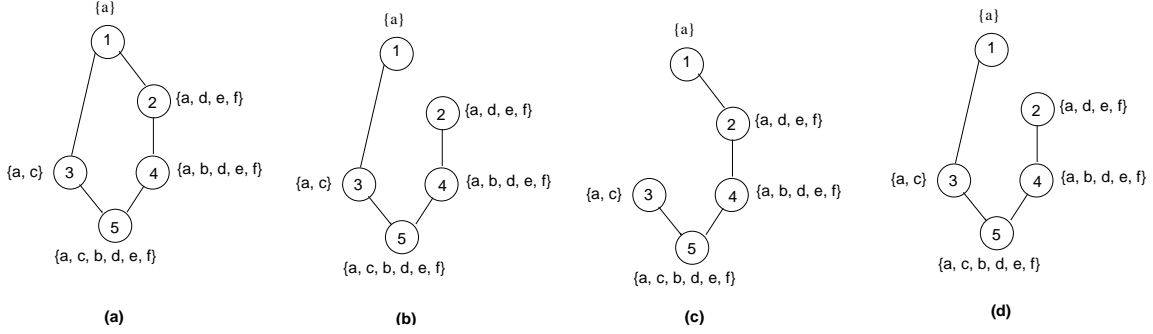 {a}
1
2 {a, d, e, f}
{a, c} 3
4 {a, b, d, e, f}
5
{a, c, b, d, e, f}
(a)
{a}
1
2 {a, d, e, f}
{a, c} 3
4 {a, b, d, e, f}
5
{a, c, b, d, e, f}
(b)
{a}
1
2 {a, d, e, f}
{a, c} 3
4 {a, b, d, e, f}
5
{a, c, b, d, e, f}
(c)
{a}
1
2 {a, d, e, f}
{a, c} 3
4 {a, b, d, e, f}
5
{a, c, b, d, e, f}
(d)